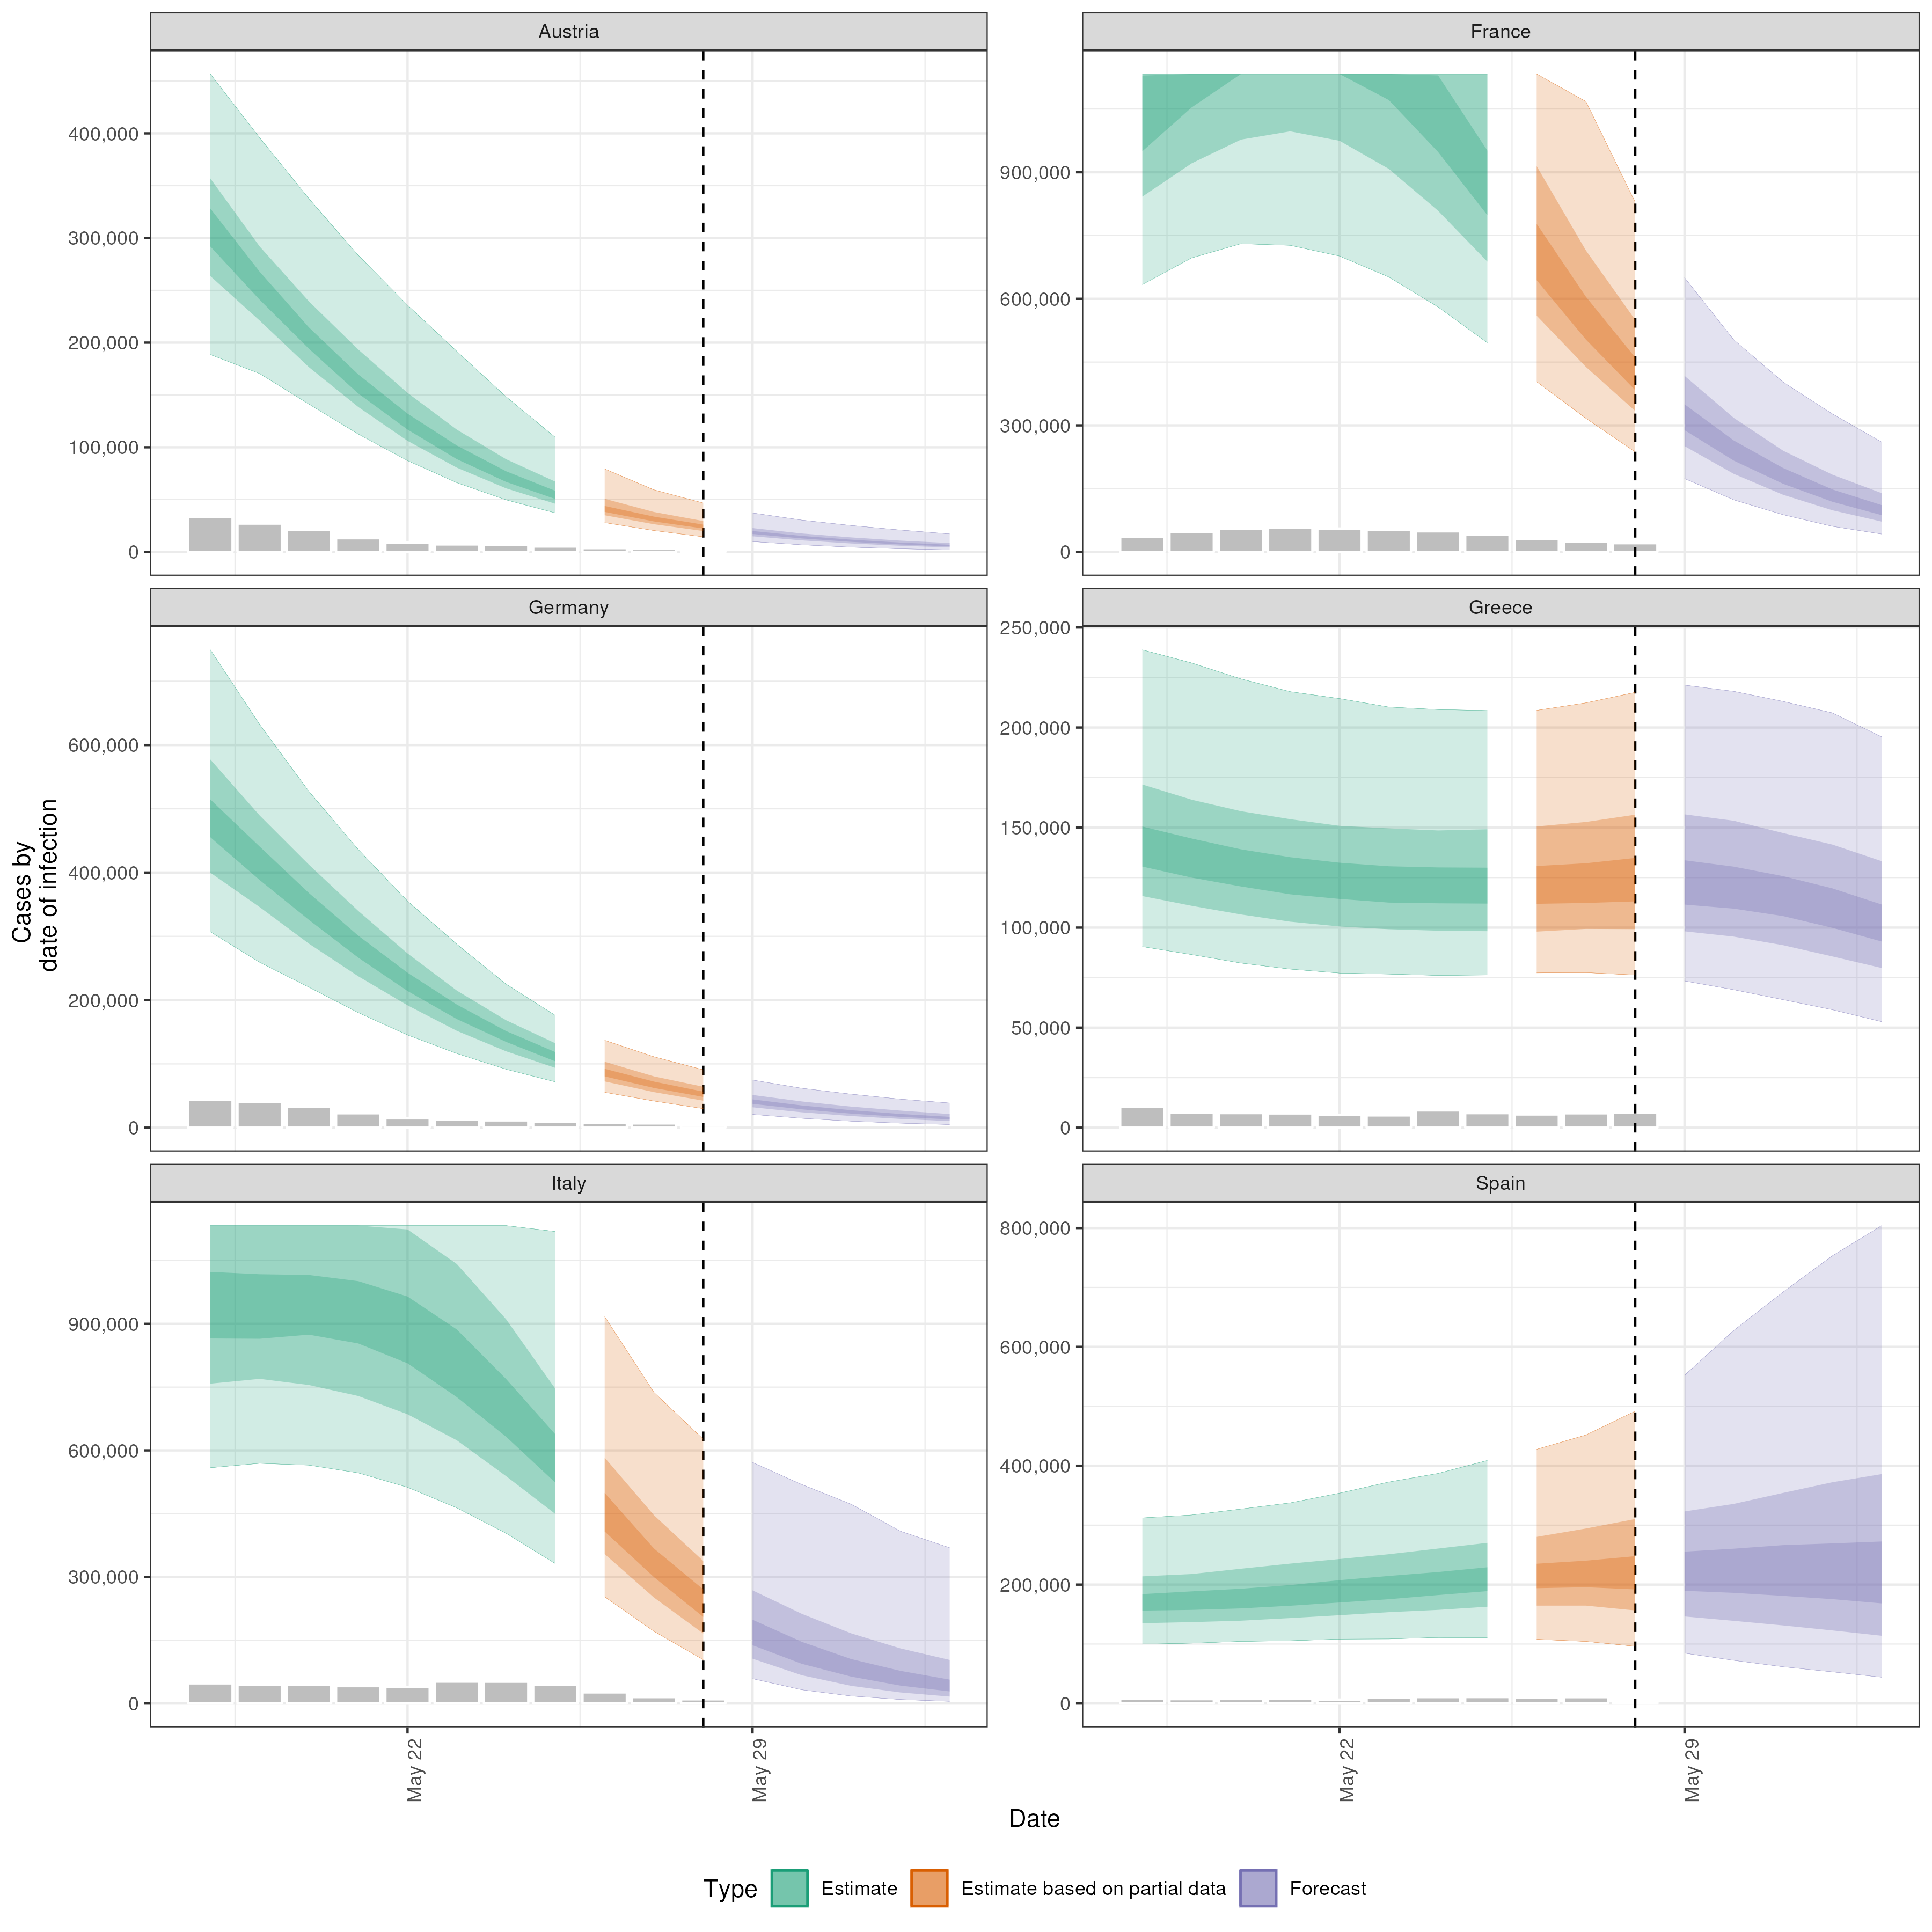 Austria
France
400,000
300,000
200,000
100,000
0
900,000
600,000
300,000
0
Germany
Greece
600,000
400,000
200,000
0
250,000
200,000
150,000
100,000
50,000
0
Italy
Spain
900,000
600,000
300,000
0
800,000
600,000
400,000
200,000
0
Cases by
date of infection
May 22
May 29
May 22
May 29
Date
Type Estimate Estimate based on partial data Forecast